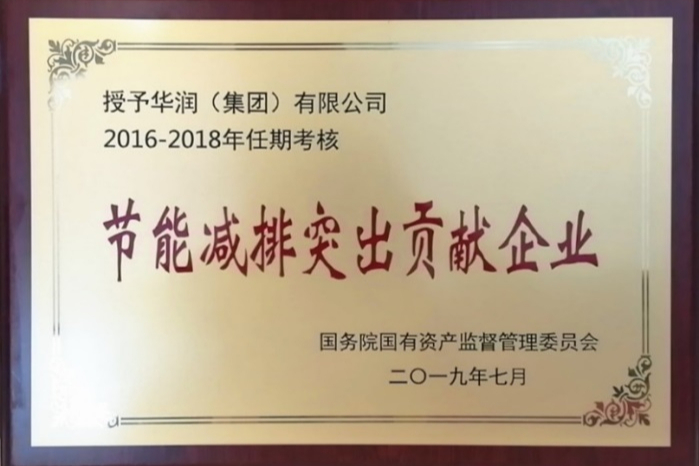 授予华润（集团）有限公司
2016-2018年任期考核
节能减排突出贡献企业
国务院国有资产监督管理委员会
二〇一九年七月